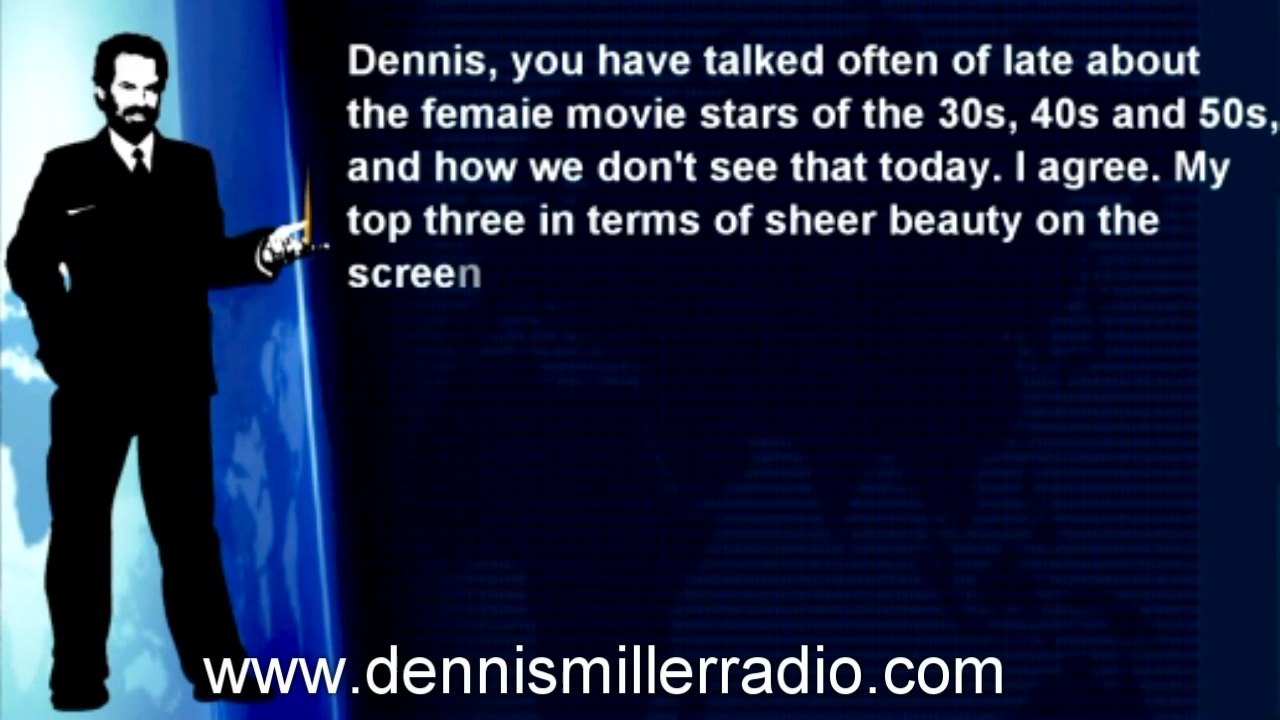 Dennis, you have talked often of late about
the femaie movie stars of the 30s, 40s and 50s,
and how we don't see that today. I agree. My
top three in terms of sheer beauty on the
screen
www.dennismillerradio.com